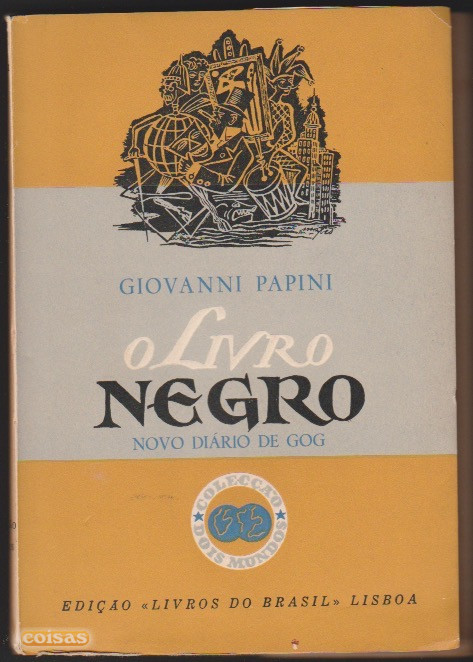 GIOVANNI PAPINI
O LIVRO
NEGRO
NOVO DIÁRIO DE GOG
COLECÇÃO
DOIS MUNDOS
EDIÇÃO «LIVROS DO BRASIL» LISBOA
coisas